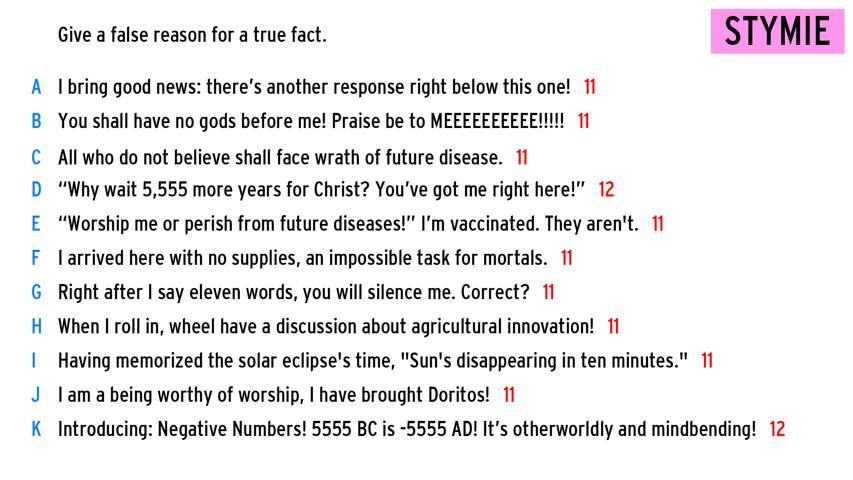 Give a false reason for a true fact.
STYMIE
A I bring good news: there's another response right below this one! 11
B You shall have no gods before me! Praise be to MEEEEEEEEEE!!!!! 11
C All who do not believe shall face wrath of future disease. 11
D “Why wait 5,555 more years for Christ? You've got me right here!” 12
E “Worship me or perish from future diseases!” I'm vaccinated. They aren't. 11
F I arrived here with no supplies, an impossible task for mortals. 11
G Right after I say eleven words, you will silence me. Correct? 11
H When I roll in, wheel have a discussion about agricultural innovation! 11
I Having memorized the solar eclipse's time, "Sun's disappearing in ten minutes." 11
J I am a being worthy of worship, I have brought Doritos! 11
K Introducing: Negative Numbers! 5555 BC is -5555 AD! It's otherworldly and mindbending! 12